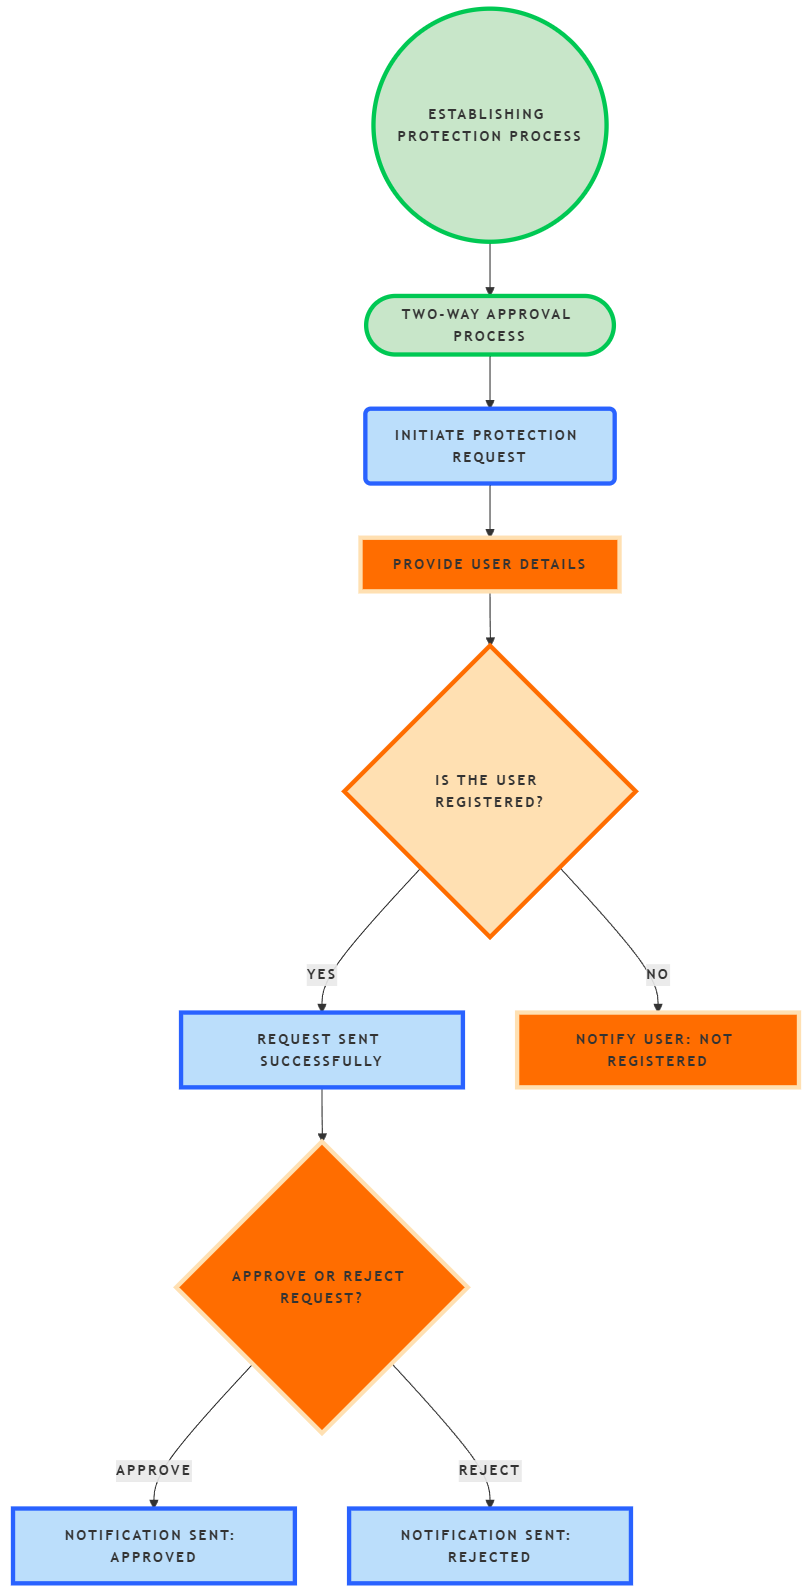 ESTABLISHING
PROTECTION PROCESS
TWO-WAY APPROVAL
PROCESS
INITIATE PROTECTION
REQUEST
PROVIDE USER DETAILS
IS THE USER
REGISTERED?
YES
NO
REQUEST SENT
SUCCESSFULLY
NOTIFY USER: NOT
REGISTERED
APPROVE OR REJECT
REQUEST?
APPROVE
REJECT
NOTIFICATION SENT:
APPROVED
NOTIFICATION SENT:
REJECTED